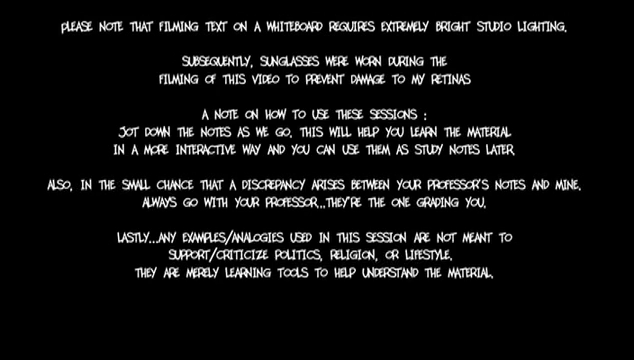 PLEASE NOTE THAT FILMING TEXT ON A WHITEBOARD REQUIRES EXTREMELY BRIGHT STUDIO LIGHTING.
SUBSEQUENTLY, SUNGLASSES WERE WORN DURING THE
FILMING OF THIS VIDEO TO PREVENT DAMAGE TO MY RETINAS
A NOTE ON HOW TO USE THESE SESSIONS :
JOT DOWN THE NOTES AS WE GO. THIS WILL HELP YOU LEARN THE MATERIAL
IN A MORE INTERACTIVE WAY AND YOU CAN USE THEM AS STUDY NOTES LATER.
ALSO, IN THE SMALL CHANCE THAT A DISCREPANCY ARISES BETWEEN YOUR PROFESSOR'S NOTES AND MINE,
ALWAYS GO WITH YOUR PROFESSOR...THEY'RE THE ONE GRADING YOU.
LASTLY...ANY EXAMPLES/ANALOGIES USED IN THIS SESSION ARE NOT MEANT TO
SUPPORT/CRITICIZE POLITICS, RELIGION, OR LIFESTYLE.
THEY ARE MERELY LEARNING TOOLS TO HELP UNDERSTAND THE MATERIAL.